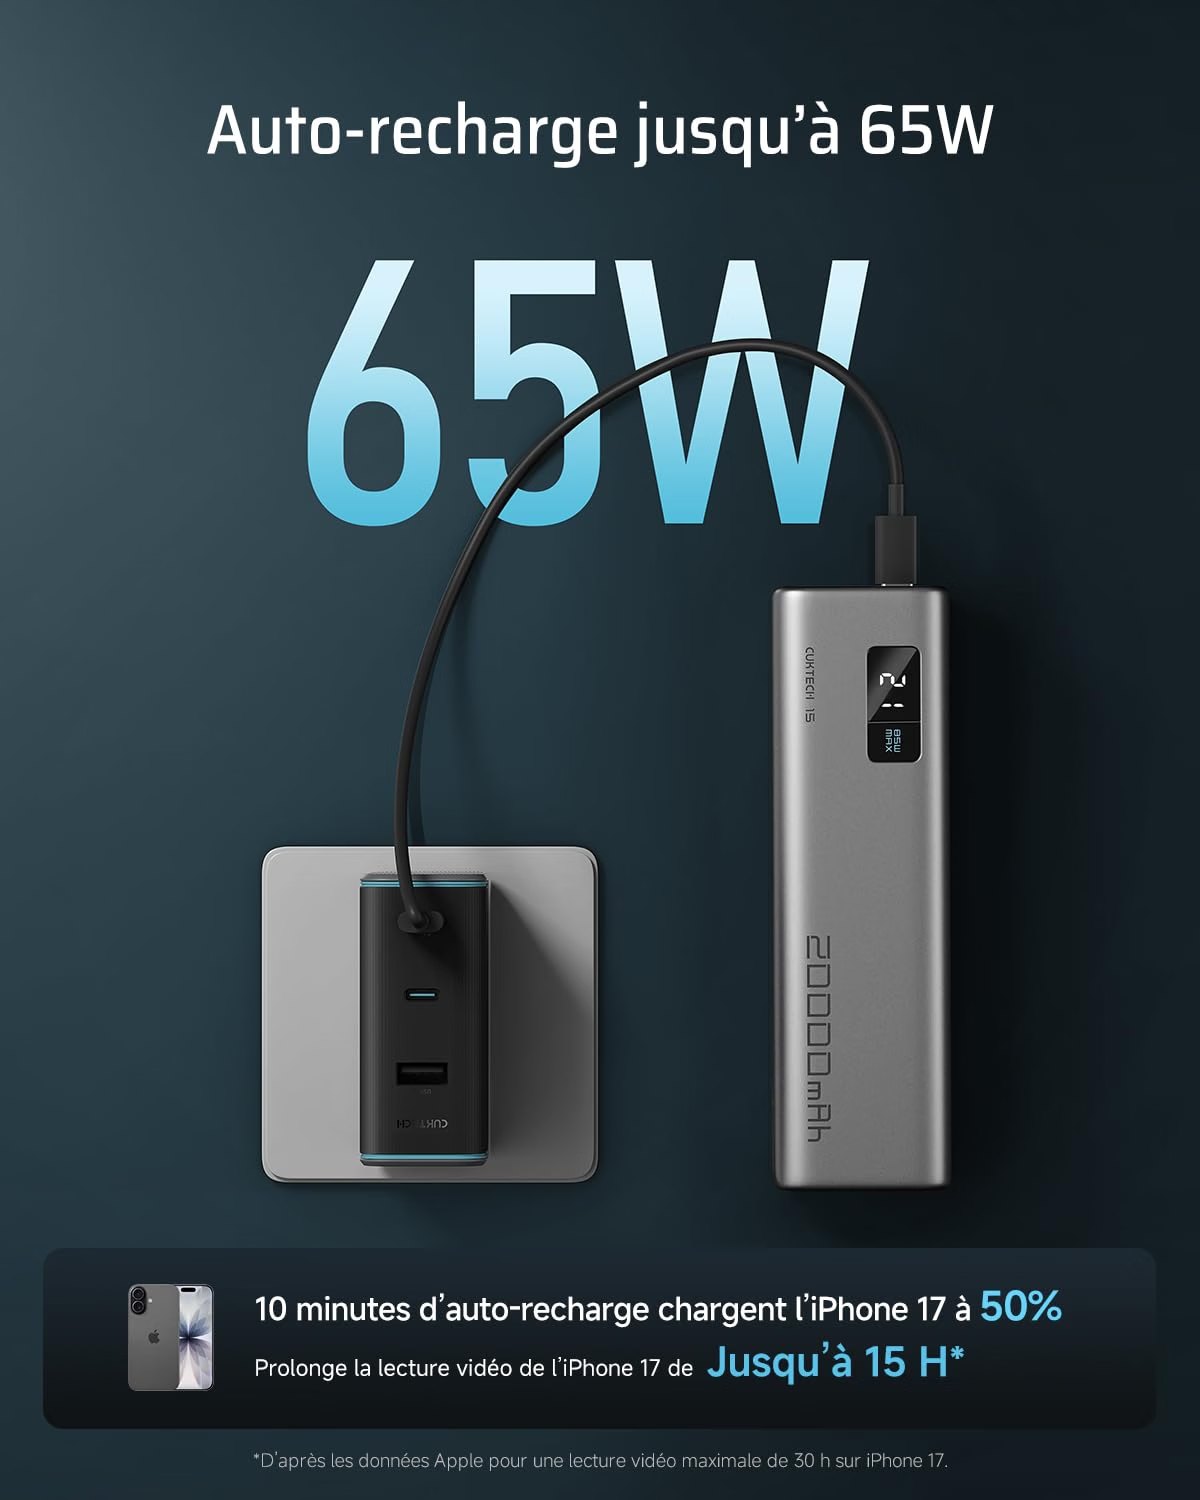 Auto-recharge jusqu’à 65W
65W
CUKTECH 15
21
85W
MAX
20000mAh
USB
CUKTECH
10 minutes d’auto-recharge chargent l’iPhone 17 à 50%
Prolonge la lecture vidéo de l’iPhone 17 de Jusqu’à 15 H*
*D’après les données Apple pour une lecture vidéo maximale de 30 h sur iPhone 17.